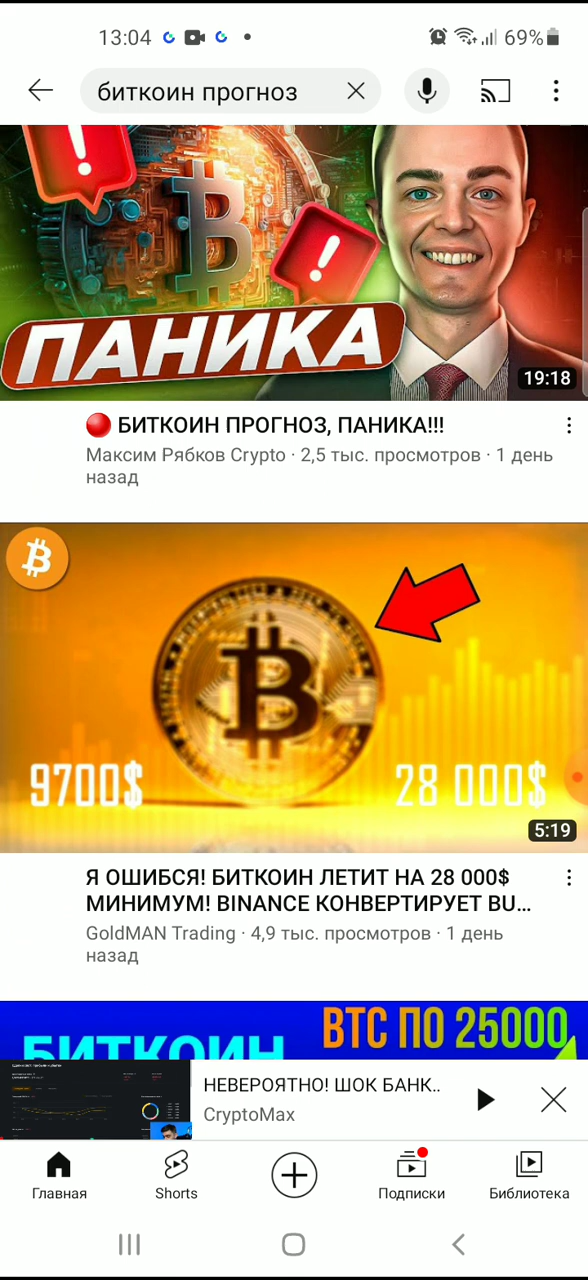 13:04
69%
биткоин прогноз
!
!
ПАНИКА
19:18
БИТКОИН ПРОГНОЗ, ПАНИКА!!!
Максим Рябков Crypto · 2,5 тыс. просмотров · 1 день
назад
9700$
28 000$
5:19
Я ОШИБСЯ! БИТКОИН ЛЕТИТ НА 28 000$
МИНИМУМ! BINANCE КОНВЕРТИРУЕТ BU...
GoldMAN Trading · 4,9 тыс. просмотров · 1 день
назад
ВТС ПО 25000
БИТКОИН
НЕВЕРОЯТНО! ШОК БАНК..
CryptoMax
Главная
Shorts
Подписки
Библиотека